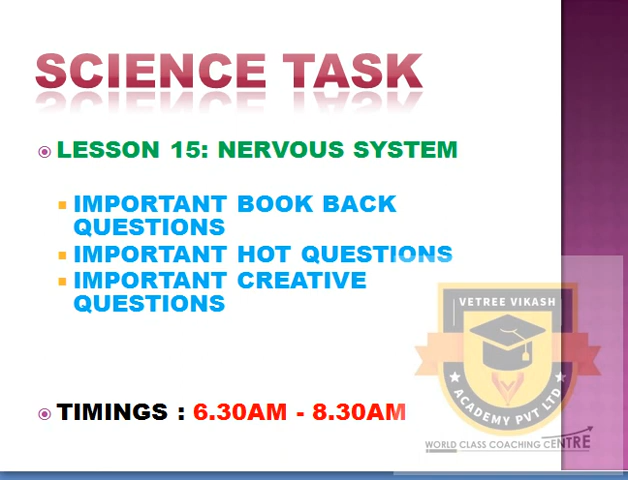 SCIENCE TASK
LESSON 15: NERVOUS SYSTEM
IMPORTANT BOOK BACK
QUESTIONS
IMPORTANT HOT QUESTIONS
IMPORTANT CREATIVE
QUESTIONS
VETREE VIKASH
ACADEMY PVT LTD
TIMINGS : 6.30AM - 8.30AM
WORLD CLASS COACHING CENTRE